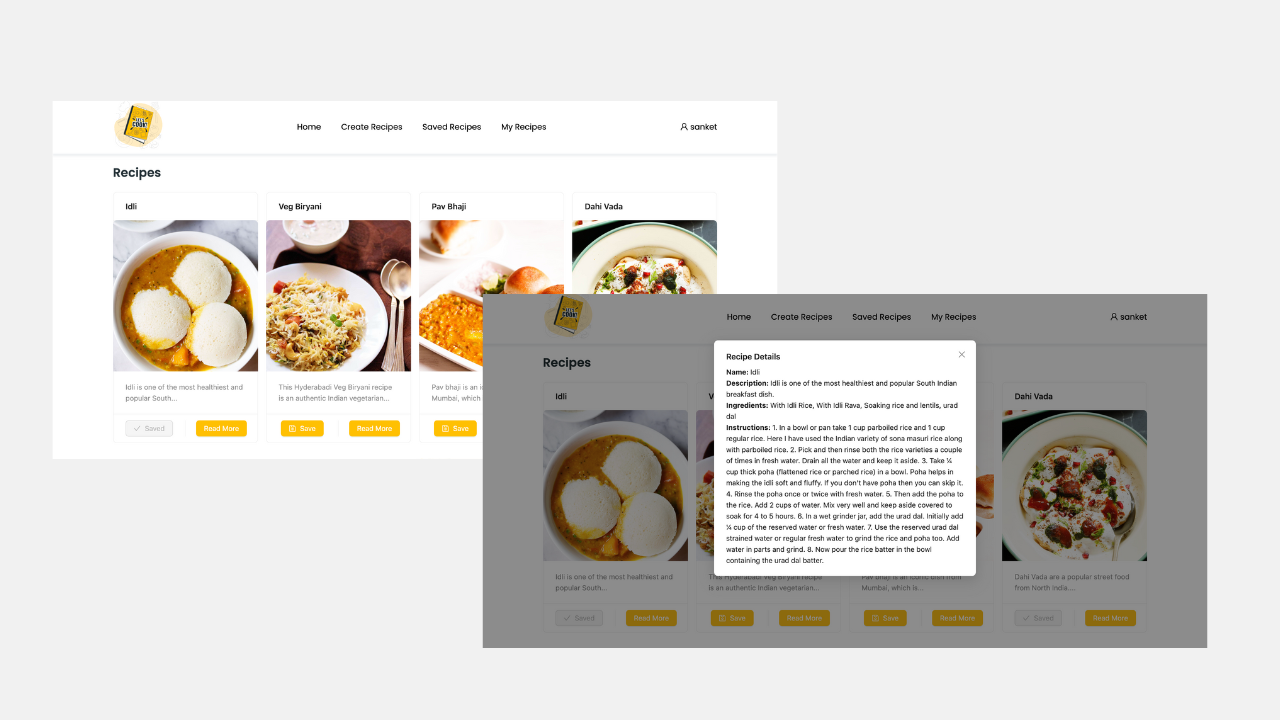 LET'S
COOK!
Home Create Recipes Saved Recipes My Recipes sanket
Recipes
Idli Veg Biryani Pav Bhaji Dahi Vada
Idli is one of the most healthiest and
popular South...
This Hyderabadi Veg Biryani recipe
is an authentic Indian vegetarian...
Pav bhaji is an
Mumbai, which
Saved Read More Save Read More Save
COOK!
Home Create Recipes Saved Recipes My Recipes sanket
Recipes
Idli Dahi Vada
Recipe Details
Name: Idli
Description: Idli is one of the most healthiest and popular South Indian
breakfast dish.
Ingredients: With Idli Rice, With Idli Rava, Soaking rice and lentils, urad
dal
Instructions: 1. In a bowl or pan take 1 cup parboiled rice and 1 cup
regular rice. Here I have used the Indian variety of sona masuri rice along
with parboiled rice. 2. Pick and then rinse both the rice varieties a couple
of times in fresh water. Drain all the water and keep it aside. 3. Take ¼
cup thick poha (flattened rice or parched rice) in a bowl. Poha helps in
making the idli soft and fluffy. If you don't have poha then you can skip it.
4. Rinse the poha once or twice with fresh water. 5. Then add the poha to
the rice. Add 2 cups of water. Mix very well and keep aside covered to
soak for 4 to 5 hours. 6. In a wet grinder jar, add the urad dal. Initially add
¼ cup of the reserved water or fresh water. 7. Use the reserved urad dal
strained water or regular fresh water to grind the rice and poha too. Add
water in parts and grind. 8. Now pour the rice batter in the bowl
containing the urad dal batter.
Idli is one of the most healthiest and
popular South...
This Hyderabadi Veg Biryani recipe
is an authentic Indian vegetarian...
Pav bhaji is an iconic dish from
Mumbai, which is...
Dahi Vada are a popular street food
from North India....
Saved Read More Save Read More Save Read More Saved Read More